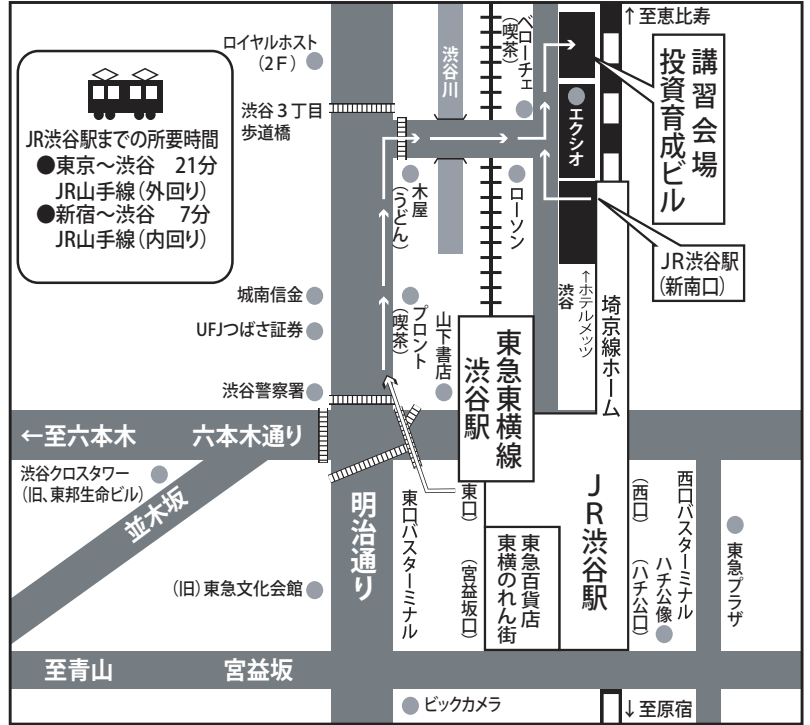 ↑至恵比寿
講習会場
投資育成ビル
ベローチェ
(喫茶)
渋谷川
ロイヤルホスト
(2F)
渋谷3丁目
歩道橋
JR渋谷駅までの所要時間
●東京～渋谷 21分
JR山手線(外回り)
●新宿～渋谷 7分
JR山手線(内回り)
エクシオ
木屋
(うどん)
ローソン
JR渋谷駅
(新南口)
↑ホテルメッツ
渋谷
埼京線ホーム
城南信金
UFJつばさ証券
プロント
(喫茶)
山下書店
東急東横線
渋谷駅
渋谷警察署
←至六本木 六本木通り
渋谷クロスタワー
(旧、東邦生命ビル)
並木坂
明治通り
東口バスターミナル
(東口)
(宮益坂口)
東急百貨店
東横のれん街
JR渋谷駅
(西口)
(ハチ公口)
西口バスターミナル
ハチ公像
東急プラザ
(旧)東急文化会館
至青山 宮益坂
ビックカメラ
↓至原宿